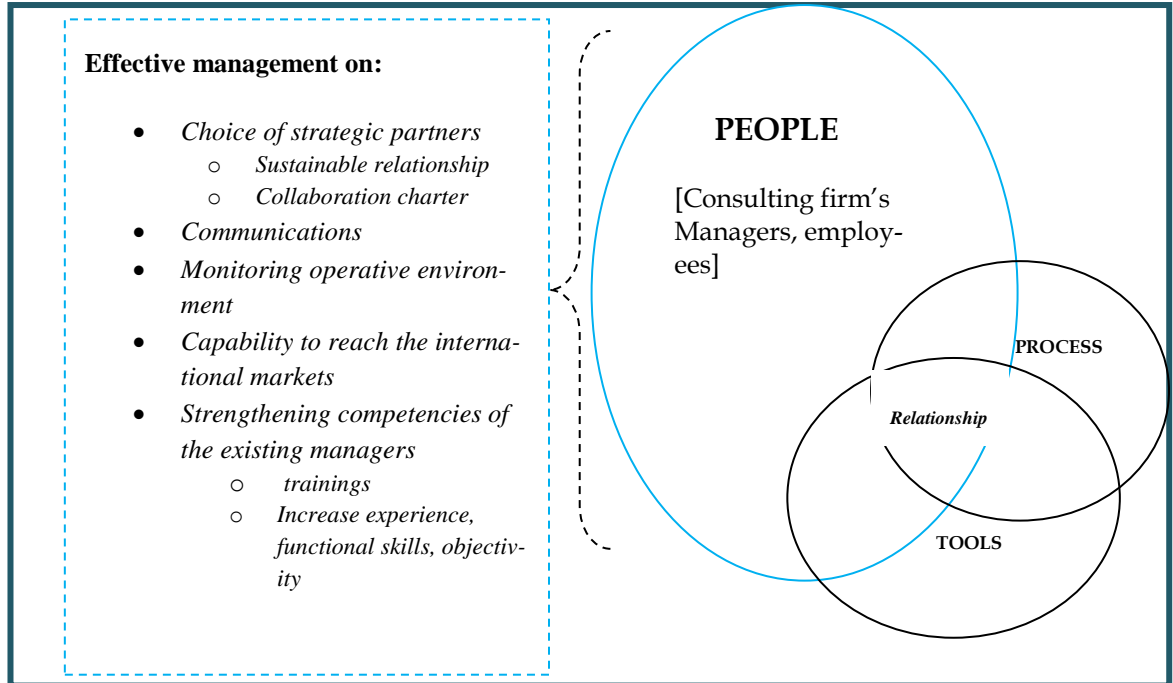 Effective management on:
• Choice of strategic partners
o Sustainable relationship
o Collaboration charter
• Communications
• Monitoring operative environ-
ment
• Capability to reach the interna-
tional markets
• Strengthening competencies of
the existing managers
o trainings
o Increase experience,
functional skills, objectiv-
ity
PEOPLE
[Consulting firm's
Managers, employ-
ees]
PROCESS
Relationship
TOOLS